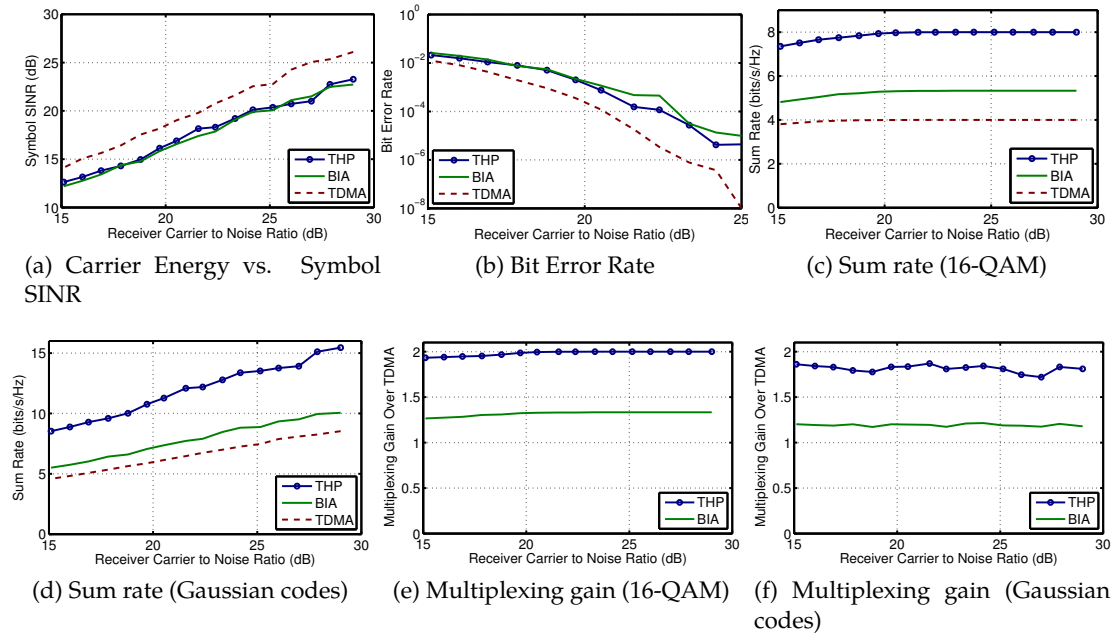 30
25
20
15
10
15
20
25
30
Symbol SINR (dB)
Receiver Carrier to Noise Ratio (dB)
THP
BIA
TDMA
(a) Carrier Energy vs. Symbol
SINR
10^0
10^-2
10^-4
10^-6
10^-8
15
20
25
Bit Error Rate
Receiver Carrier to Noise Ratio (dB)
THP
BIA
TDMA
(b) Bit Error Rate
8
6
4
2
0
15
20
25
30
Sum Rate (bits/s/Hz)
Receiver Carrier to Noise Ratio (dB)
THP
BIA
TDMA
(c) Sum rate (16-QAM)
15
10
5
0
15
20
25
30
Sum Rate (bits/s/Hz)
Receiver Carrier to Noise Ratio (dB)
THP
BIA
TDMA
(d) Sum rate (Gaussian codes)
2
1.5
1
0.5
0
15
20
25
30
Multiplexing Gain Over TDMA
Receiver Carrier to Noise Ratio (dB)
THP
BIA
(e) Multiplexing gain (16-QAM)
2
1.5
1
0.5
0
15
20
25
30
Multiplexing Gain Over TDMA
Receiver Carrier to Noise Ratio (dB)
THP
BIA
(f) Multiplexing gain (Gaussian
codes)